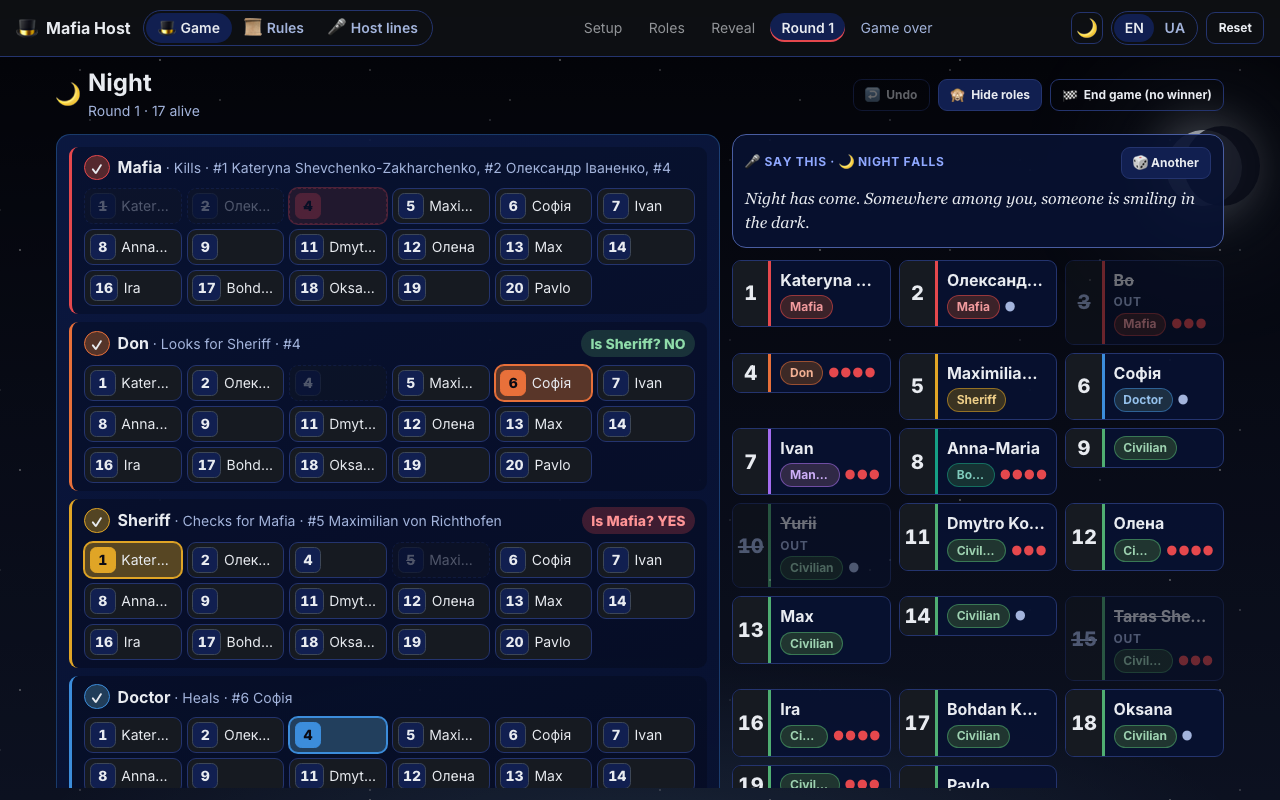 Mafia Host
Game
Rules
Host lines
Setup
Roles
Reveal
Round 1
Game over
EN
UA
Reset
Night
Round 1 · 17 alive
Undo
Hide roles
End game (no winner)
Mafia · Kills · #1 Kateryna Shevchenko-Zakharchenko, #2 Олександр Іваненко, #4
1 Kater...
2 Олек...
4
5 Maxi...
6 Софія
7 Ivan
8 Anna...
9
11 Dmyt...
12 Олена
13 Max
14
16 Ira
17 Bohd...
18 Oksa...
19
20 Pavlo
Don · Looks for Sheriff · #4
Is Sheriff? NO
1 Kater...
2 Олек...
4
5 Maxi...
6 Софія
7 Ivan
8 Anna...
9
11 Dmyt...
12 Олена
13 Max
14
16 Ira
17 Bohd...
18 Oksa...
19
20 Pavlo
Sheriff · Checks for Mafia · #5 Maximilian von Richthofen
Is Mafia? YES
1 Kater...
2 Олек...
4
5 Maxi...
6 Софія
7 Ivan
8 Anna...
9
11 Dmyt...
12 Олена
13 Max
14
16 Ira
17 Bohd...
18 Oksa...
19
20 Pavlo
Doctor · Heals · #6 Софія
1 Kater...
2 Олек...
4
5 Maxi...
6 Софія
7 Ivan
8 Anna...
9
11 Dmyt...
12 Олена
13 Max
14
SAY THIS · NIGHT FALLS
Another
Night has come. Somewhere among you, someone is smiling in
the dark.
1 Kateryna ...
Mafia
2 Олександ...
Mafia
3 Bo
OUT
Mafia
4 Don
5 Maximilia...
Sheriff
6 Софія
Doctor
7 Ivan
Man...
8 Anna-Maria
Bo...
9 Civilian
10 Yurii
OUT
Civilian
11 Dmytro Ko...
Civil...
12 Олена
Ci...
13 Max
Civilian
14 Civilian
15 Taras She...
OUT
Civil...
16 Ira
Ci...
17 Bohdan K...
Civilian
18 Oksana
Civilian
19 Civil...
Pavlo